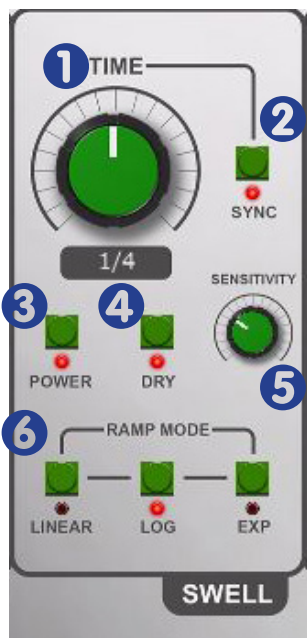 1 TIME
2
SYNC
1/4
SENSITIVITY
3 4
POWER DRY
5
6 RAMP MODE
LINEAR LOG EXP
SWELL